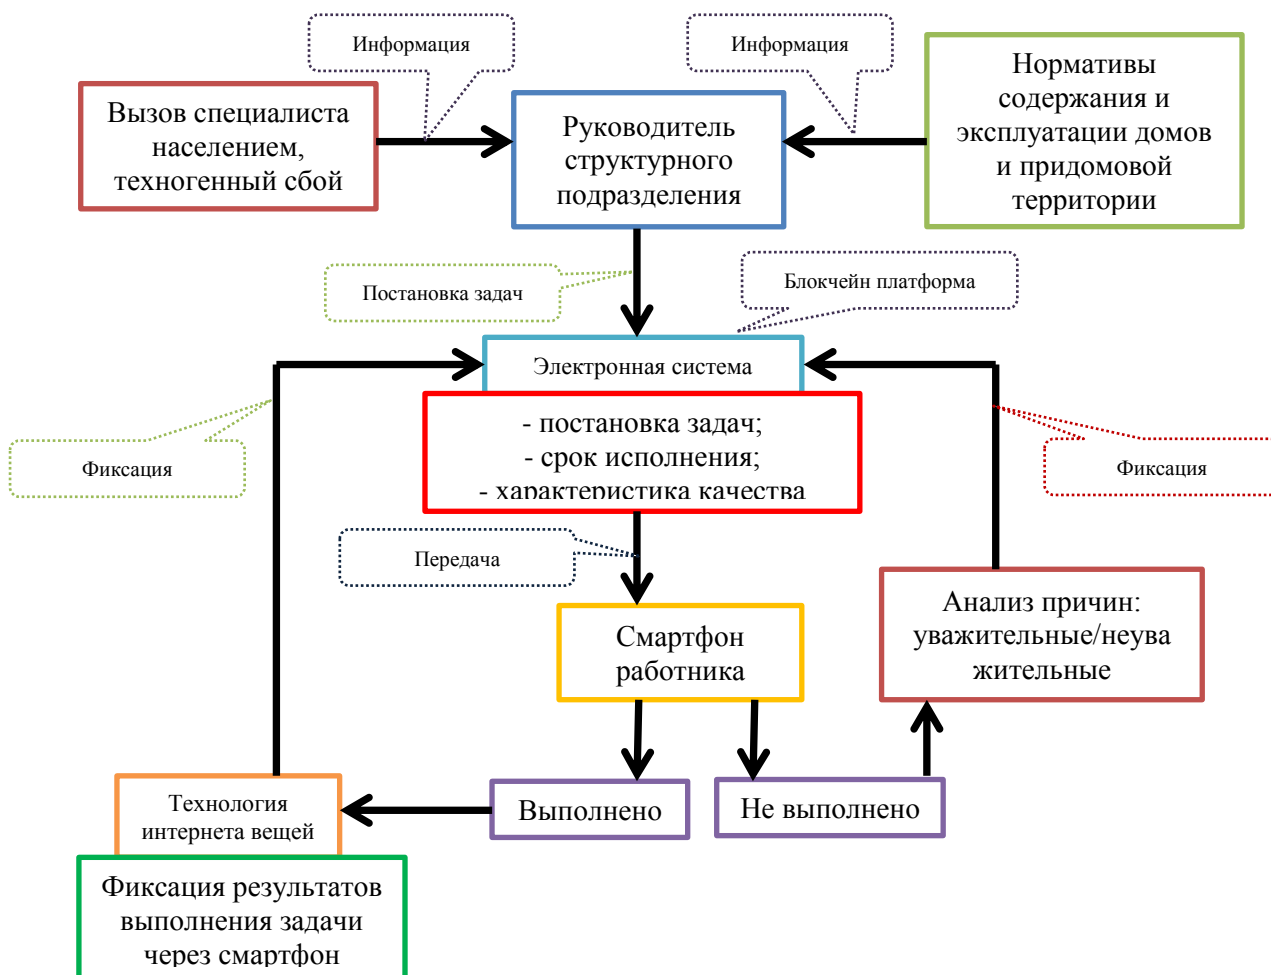 Информация
Информация
Вызов специалиста
населением,
техногенный сбой
Руководитель
структурного
подразделения
Нормативы
содержания и
эксплуатации домов
и придомовой
территории
Постановка задач
Блокчейн платформа
Электронная система
- постановка задач;
- срок исполнения;
- характеристика качества
Фиксация
Фиксация
Передача
Смартфон
работника
Анализ причин:
уважительные/неува
жительные
Технология
интернета вещей
Выполнено
Не выполнено
Фиксация результатов
выполнения задачи
через смартфон